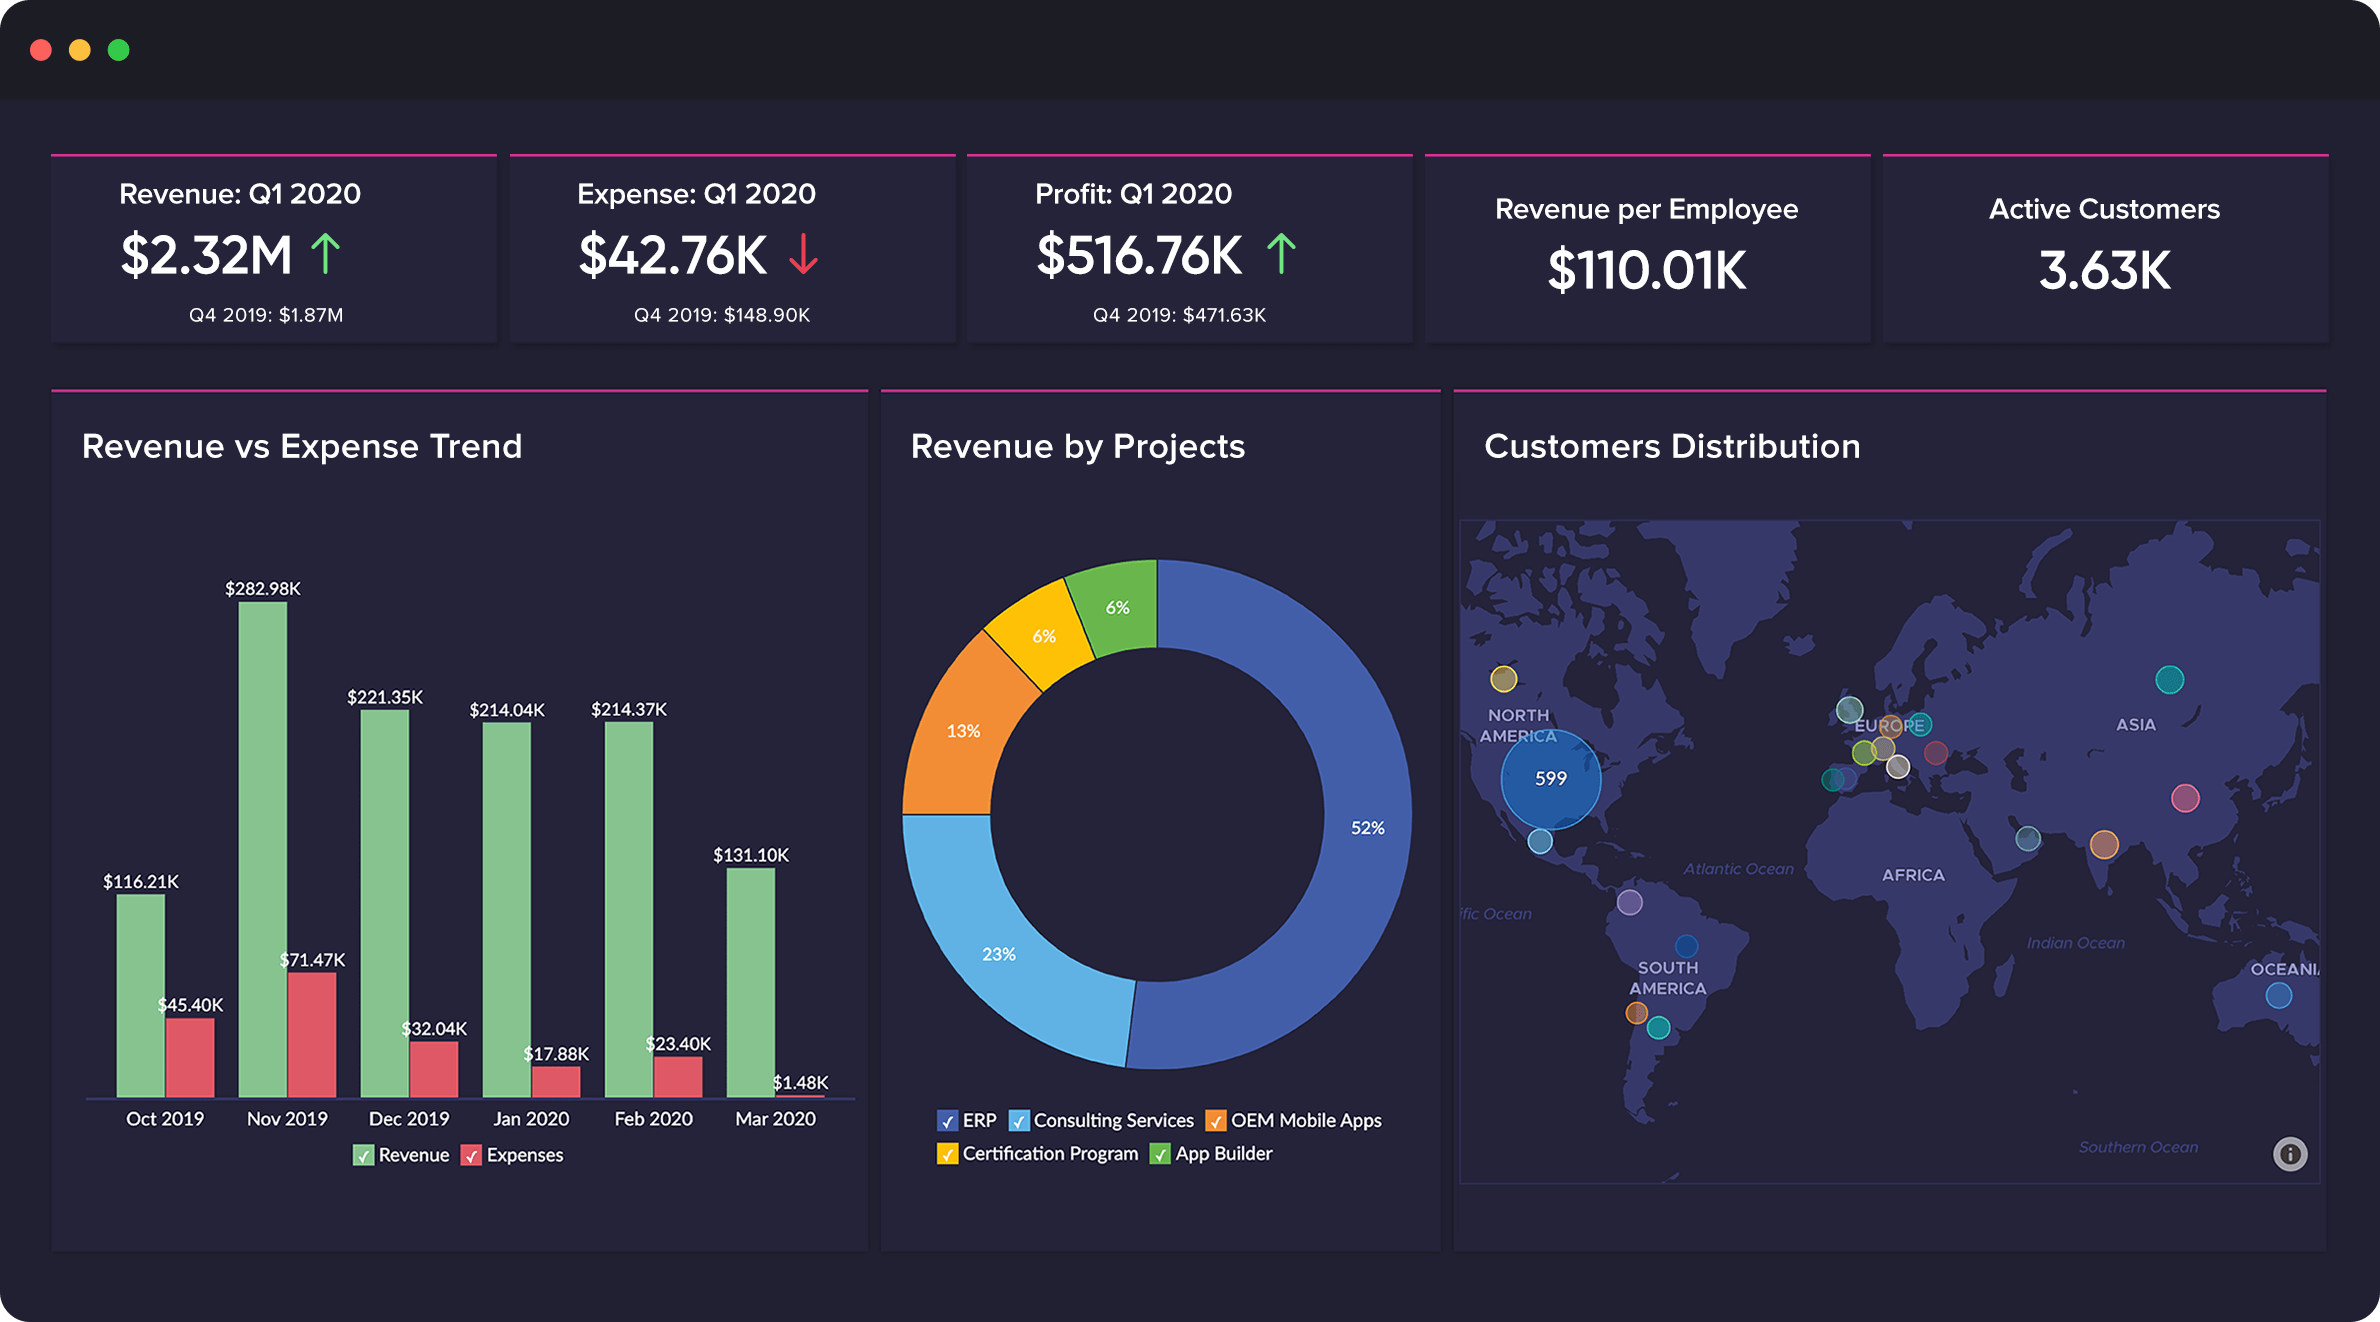 Revenue: Q1 2020
$2.32M
Q4 2019: $1.87M
Expense: Q1 2020
$42.76K
Q4 2019: $148.90K
Profit: Q1 2020
$516.76K
Q4 2019: $471.63K
Revenue per Employee
$110.01K
Active Customers
3.63K
Revenue vs Expense Trend
$116.21K
$45.40K
$282.98K
$71.47K
$221.35K
$32.04K
$214.04K
$17.88K
$214.37K
$23.40K
$131.10K
$1.48K
Oct 2019 Nov 2019 Dec 2019 Jan 2020 Feb 2020 Mar 2020
Revenue Expenses
Revenue by Projects
6%
6%
13%
52%
23%
ERP Consulting Services OEM Mobile Apps
Certification Program App Builder
Customers Distribution
NORTH
AMERICA
599
EUROPE
ASIA
Atlantic Ocean
AFRICA
ific Ocean
Indian Ocean
SOUTH
AMERICA
OCEANIA
Southern Ocean
i